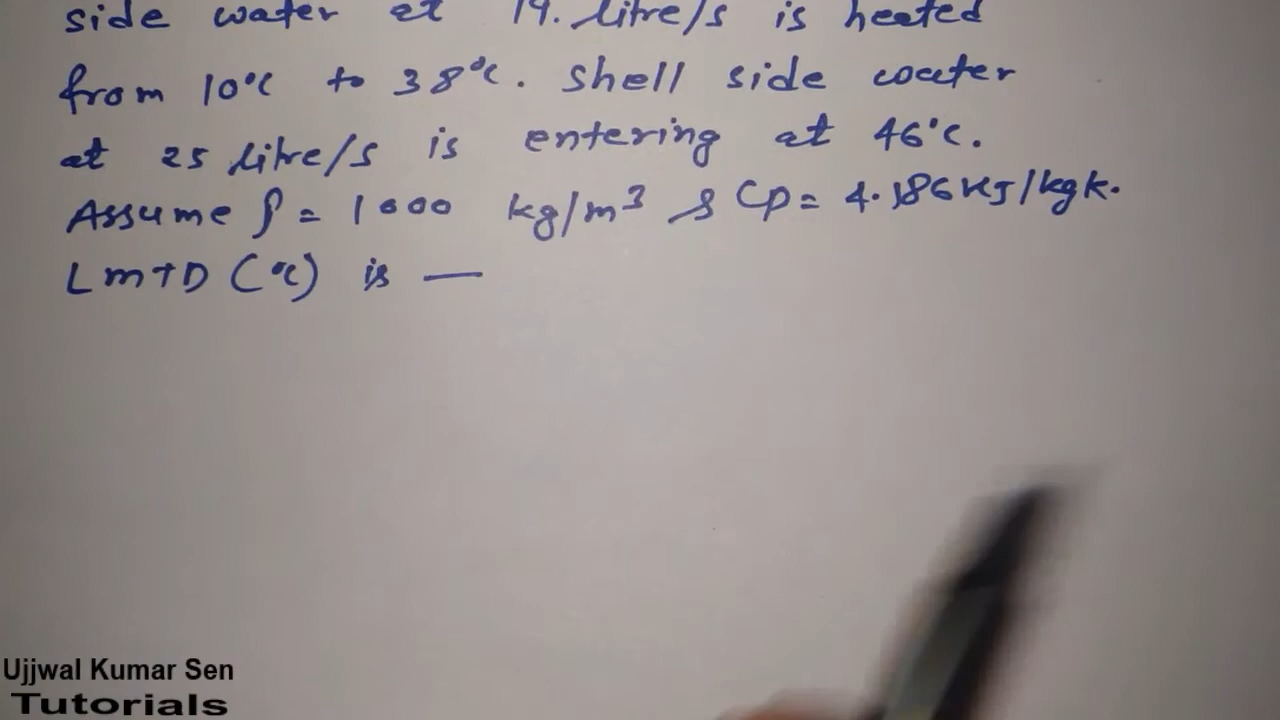 side water at 14. litre/s is heated
from 10°C to 38°C. shell side water
at 25 litre/s is entering at 46°C.
Assume ρ = 1000 kg/m³ & Cp = 4.186 KJ/kgk.
LmTD (°C) is —
Ujjwal Kumar Sen
Tutorials